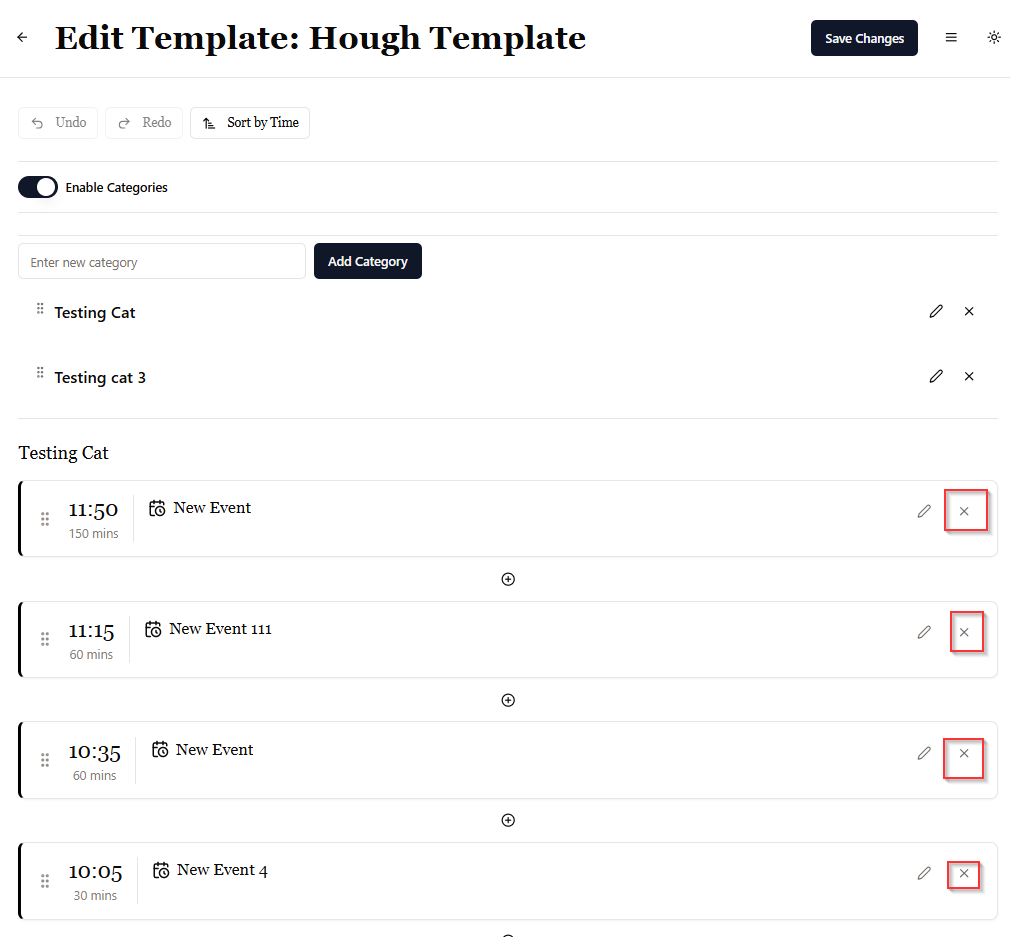 Edit Template: Hough Template
Save Changes
Undo
Redo
Sort by Time
Enable Categories
Enter new category
Add Category
Testing Cat
Testing cat 3
Testing Cat
11:50
New Event
150 mins
11:15
New Event 111
60 mins
10:35
New Event
60 mins
10:05
New Event 4
30 mins